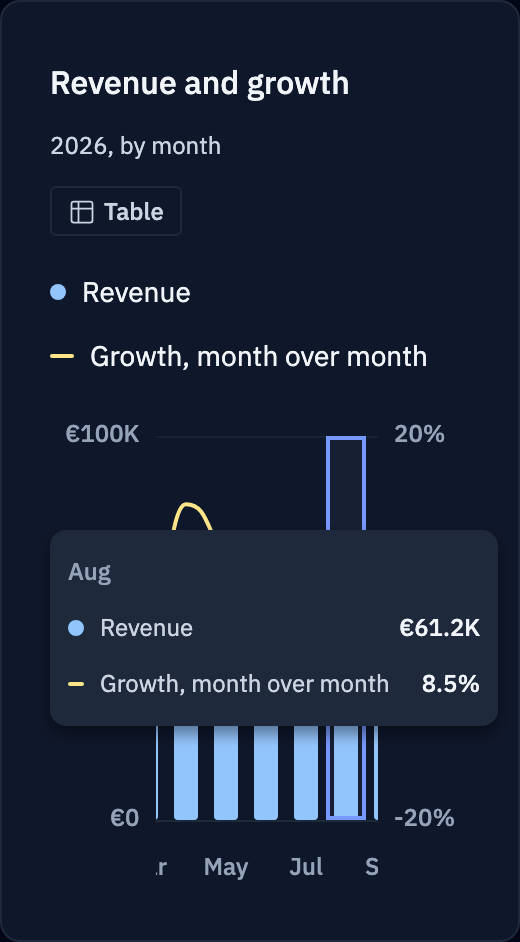 Revenue and growth
2026, by month
Table
Revenue
Growth, month over month
€100K
20%
Aug
Revenue €61.2K
Growth, month over month 8.5%
€0
-20%
May Jul